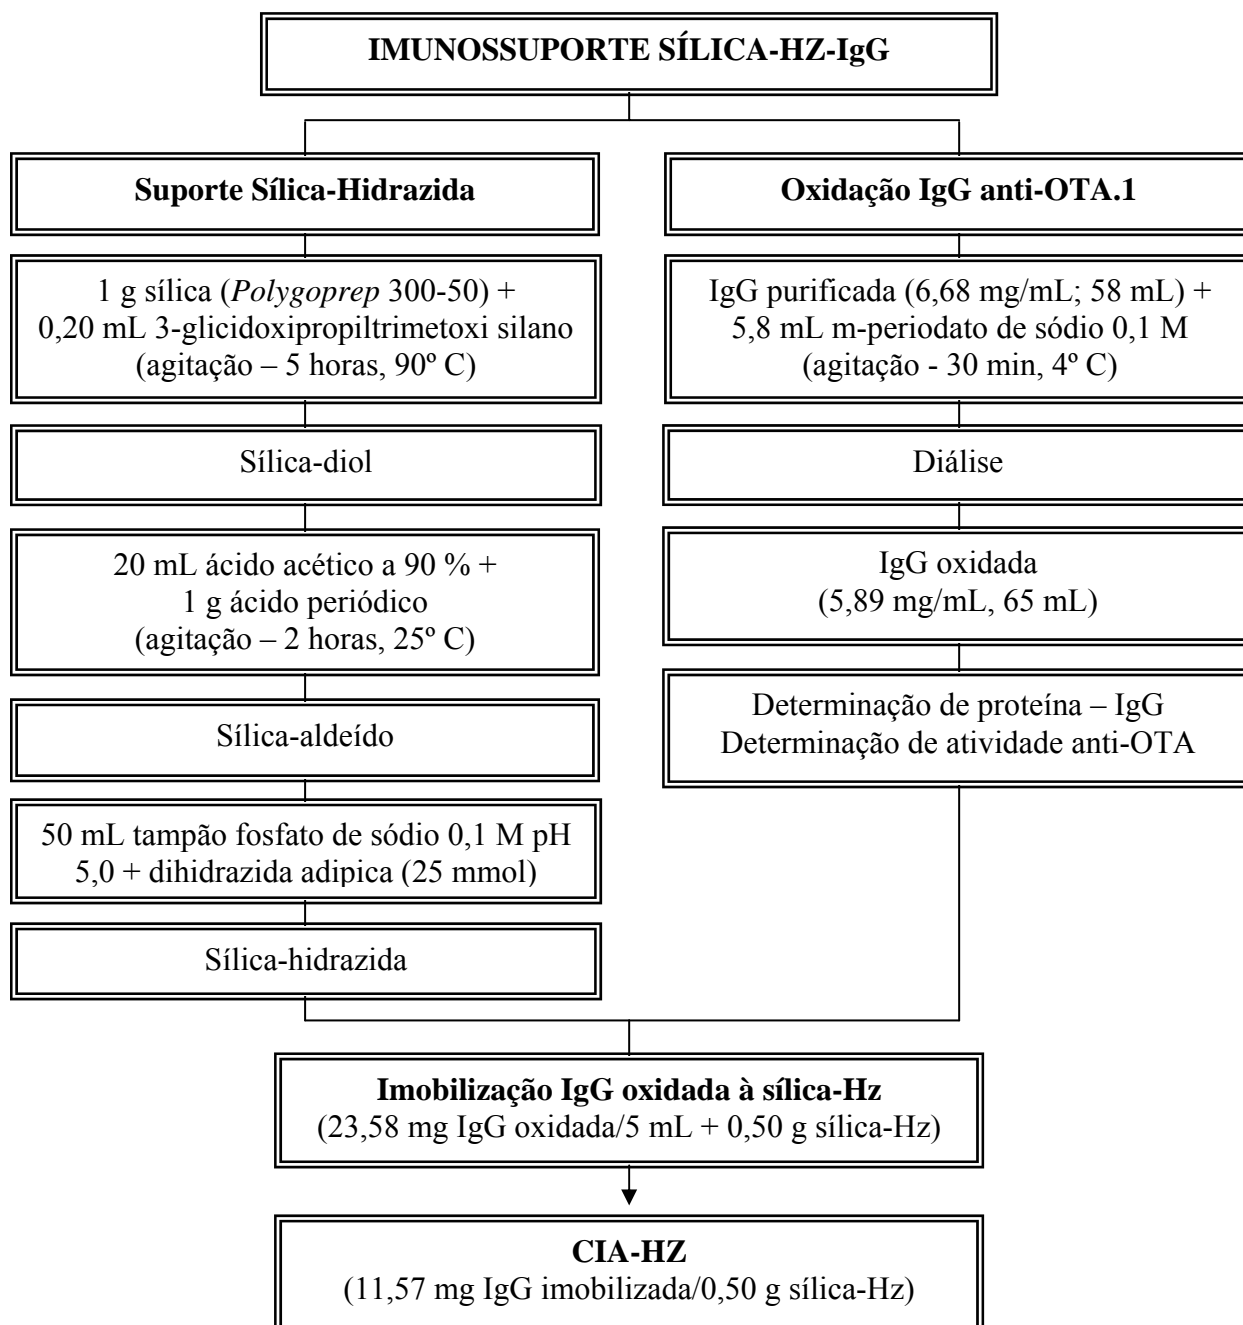 IMUNOSSUPORTE SÍLICA-HZ-IgG
Suporte Sílica-Hidrazida
1 g sílica (Polygoprep 300-50) +
0,20 mL 3-glicidoxipropiltrimetoxi silano
(agitação – 5 horas, 90º C)
Sílica-diol
20 mL ácido acético a 90 % +
1 g ácido periódico
(agitação – 2 horas, 25º C)
Sílica-aldeído
50 mL tampão fosfato de sódio 0,1 M pH
5,0 + dihidrazida adipica (25 mmol)
Sílica-hidrazida
Oxidação IgG anti-OTA.1
IgG purificada (6,68 mg/mL; 58 mL) +
5,8 mL m-periodato de sódio 0,1 M
(agitação - 30 min, 4º C)
Diálise
IgG oxidada
(5,89 mg/mL, 65 mL)
Determinação de proteína – IgG
Determinação de atividade anti-OTA
Imobilização IgG oxidada à sílica-Hz
(23,58 mg IgG oxidada/5 mL + 0,50 g sílica-Hz)
CIA-HZ
(11,57 mg IgG imobilizada/0,50 g sílica-Hz)